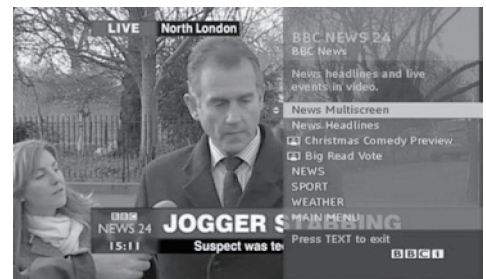 LIVE North London
BBC NEWS 24
BBC News
News headlines and live
events in video.
News Multiscreen
News Headlines
Christmas Comedy Preview
Big Read Vote
NEWS
SPORT
WEATHER
MAIN MENU
Press TEXT to exit
BBCi
BBC
NEWS 24
15:11
JOGGER STABBING
Suspect was